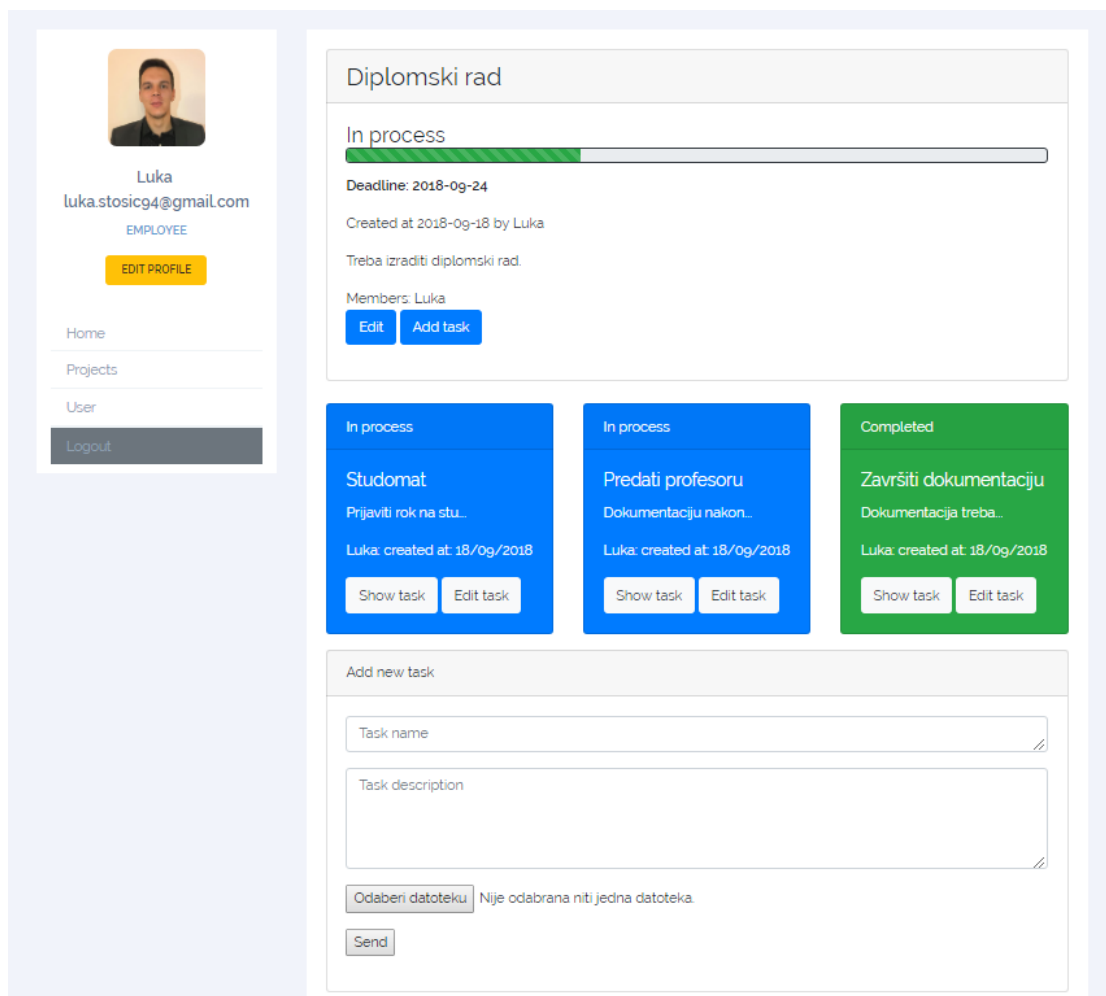 Luka
luka.stosic94@gmail.com
EMPLOYEE
EDIT PROFILE
Home
Projects
User
Logout
Diplomski rad
In process
Deadline: 2018-09-24
Created at 2018-09-18 by Luka
Treba izraditi diplomski rad.
Members: Luka
Edit Add task
In process
Studomat
Prijaviti rok na stu...
Luka: created at: 18/09/2018
Show task Edit task
In process
Predati profesoru
Dokumentaciju nakon...
Luka: created at: 18/09/2018
Show task Edit task
Completed
Završiti dokumentaciju
Dokumentacija treba...
Luka: created at: 18/09/2018
Show task Edit task
Add new task
Task name
Task description
Odaberi datoteku Nije odabrana niti jedna datoteka.
Send